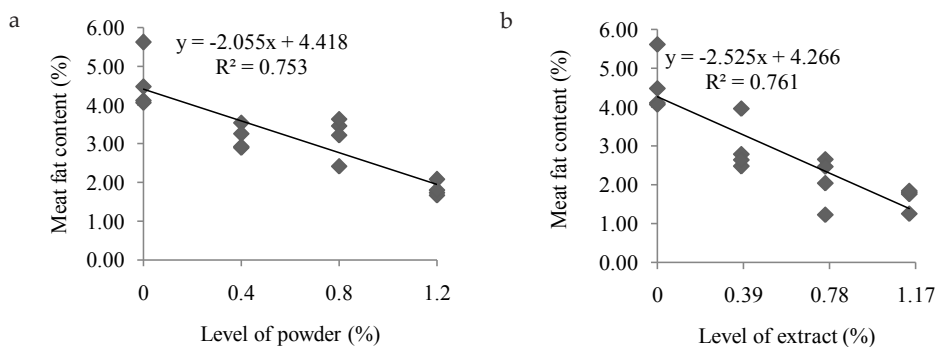 a
y = -2.055x + 4.418
R² = 0.753
6.00
5.00
4.00
3.00
2.00
1.00
0.00
0 0.4 0.8 1.2
Meat fat content (%)
Level of powder (%)
b
y = -2.525x + 4.266
R² = 0.761
6.00
5.00
4.00
3.00
2.00
1.00
0.00
0 0.39 0.78 1.17
Meat fat content (%)
Level of extract (%)